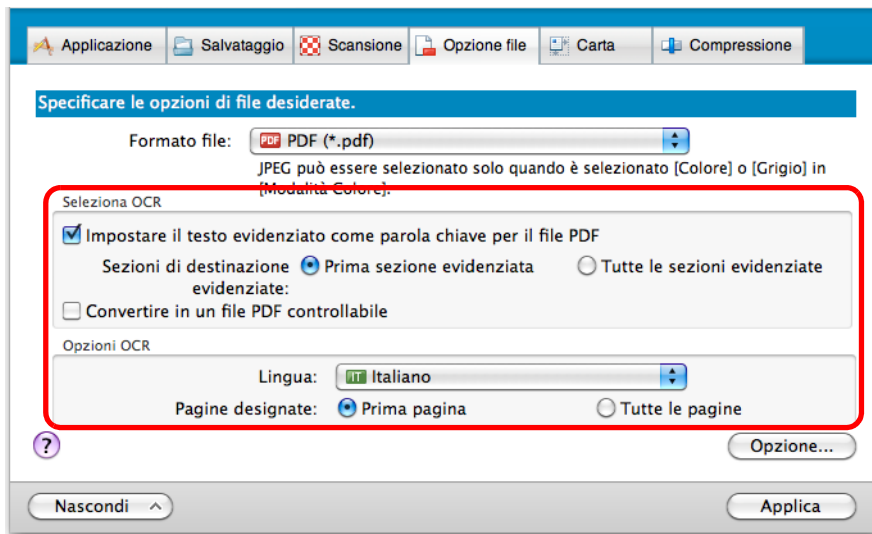 Applicazione Salvataggio Scansione Opzione file Carta Compressione
Specificare le opzioni di file desiderate.
Formato file: PDF PDF (*.pdf)
JPEG può essere selezionato solo quando è selezionato [Colore] o [Grigio] in
[Modalità Colore].
Seleziona OCR
Impostare il testo evidenziato come parola chiave per il file PDF
Sezioni di destinazione Prima sezione evidenziata Tutte le sezioni evidenziate
evidenziate:
Convertire in un file PDF controllabile
Opzioni OCR
Lingua: IT Italiano
Pagine designate: Prima pagina Tutte le pagine
? Opzione...
Nascondi Applica